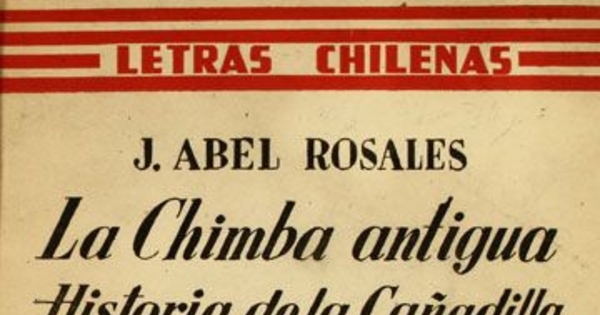 LETRAS CHILENAS
J. ABEL ROSALES
La Chimba antigua
Historia de la Cañadilla